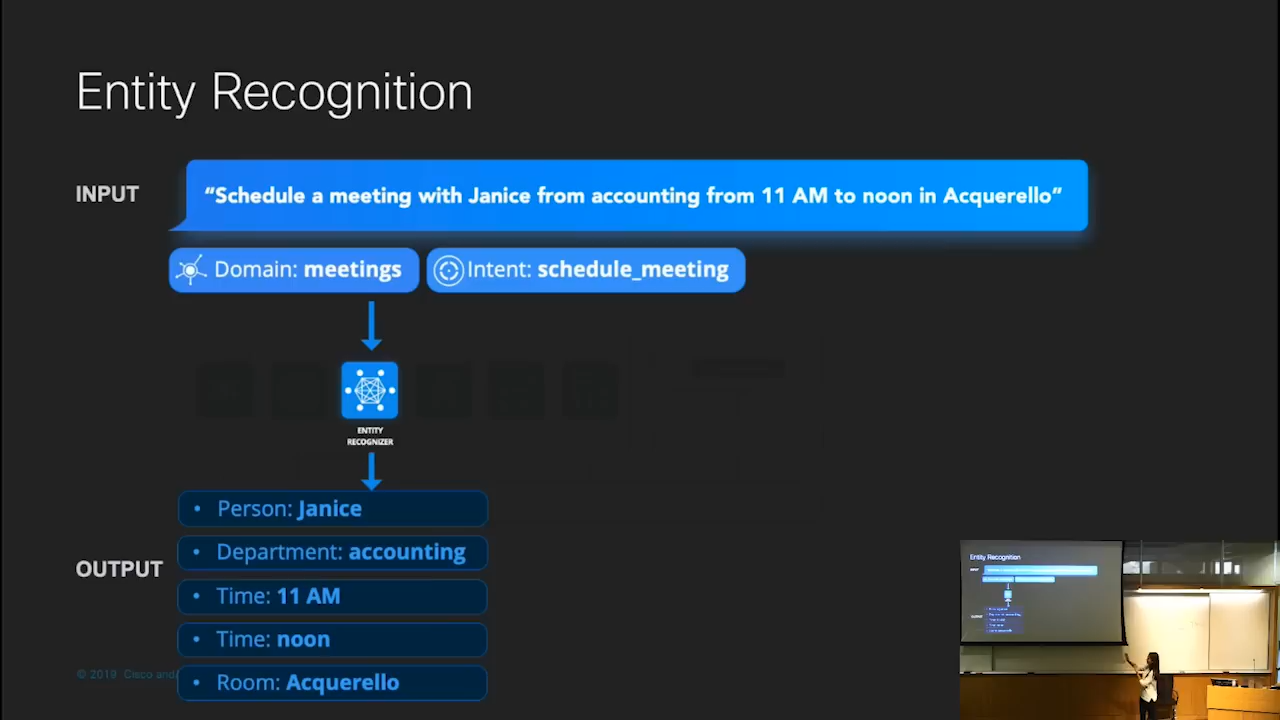 Entity Recognition
INPUT
“Schedule a meeting with Janice from accounting from 11 AM to noon in Acquerello”
Domain: meetings
Intent: schedule_meeting
ENTITY
RECOGNIZER
• Person: Janice
• Department: accounting
OUTPUT
• Time: 11 AM
• Time: noon
• Room: Acquerello
© 2019 Cisco and
Entity Recognition
INPUT
OUTPUT